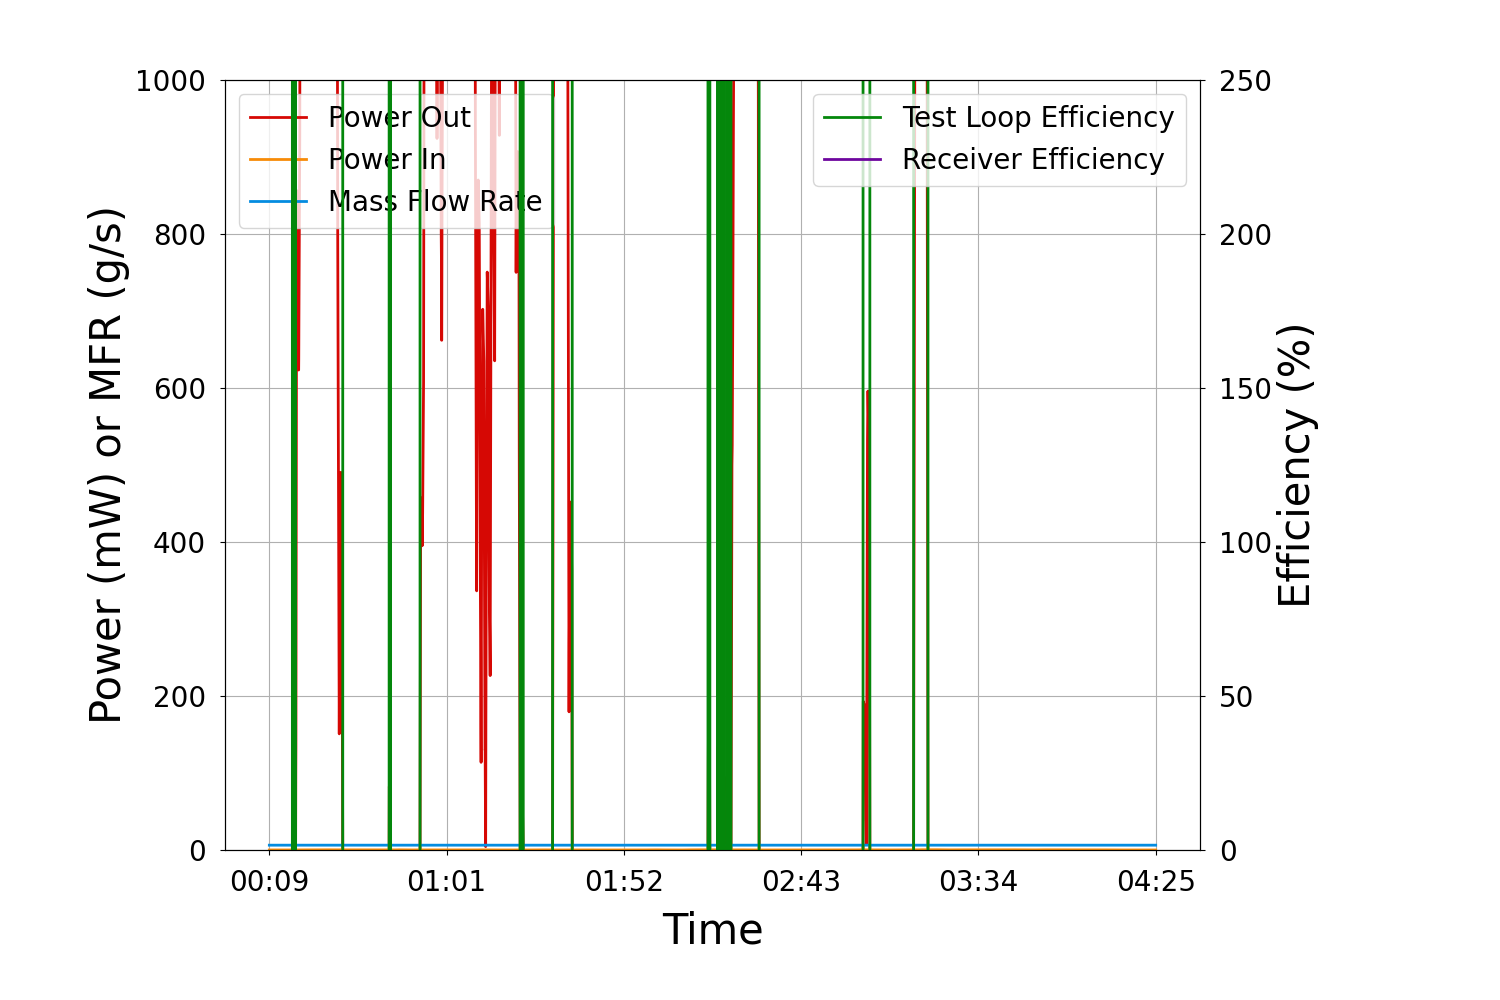 1000
800
600
400
200
0
Power (mW) or MFR (g/s)
Power Out
Power In
Mass Flow Rate
Test Loop Efficiency
Receiver Efficiency
250
200
150
100
50
0
Efficiency (%)
00:09 01:01 01:52 02:43 03:34 04:25
Time